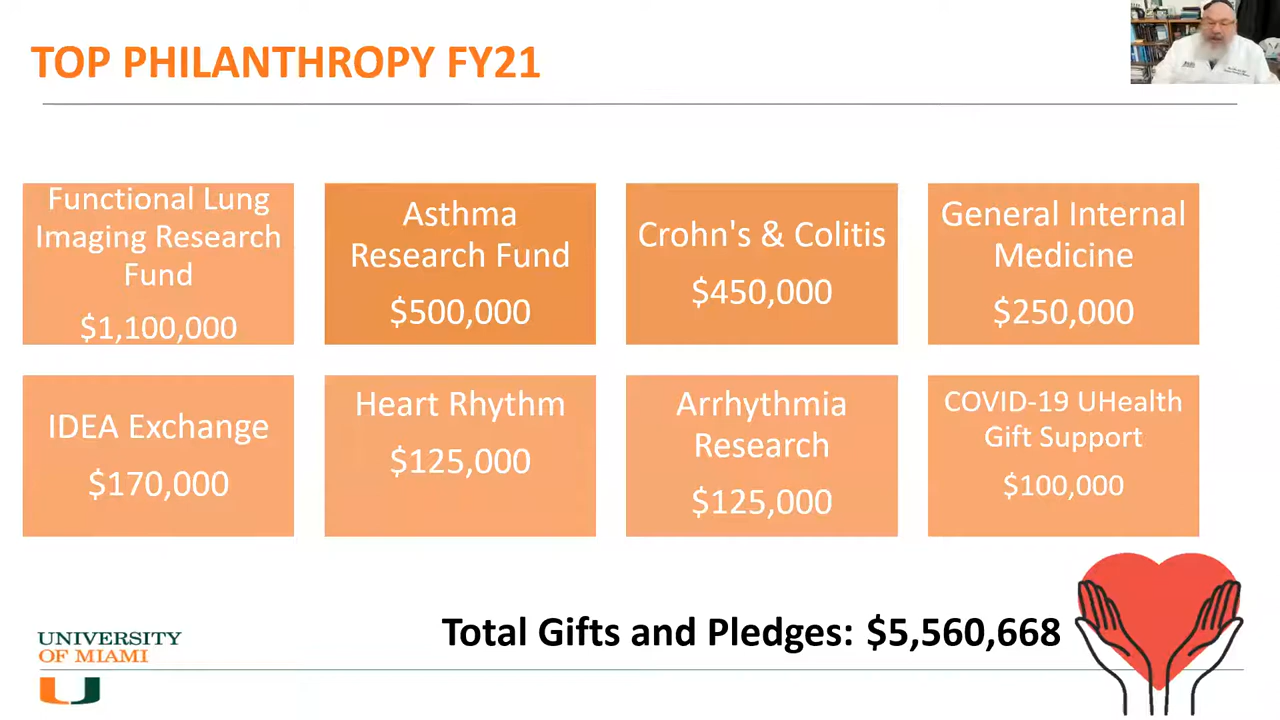 TOP PHILANTHROPY FY21
Functional Lung
Imaging Research
Fund
$1,100,000
Asthma
Research Fund
$500,000
Crohn's & Colitis
$450,000
General Internal
Medicine
$250,000
IDEA Exchange
$170,000
Heart Rhythm
$125,000
Arrhythmia
Research
$125,000
COVID-19 UHealth
Gift Support
$100,000
Total Gifts and Pledges: $5,560,668
UNIVERSITY
OF MIAMI